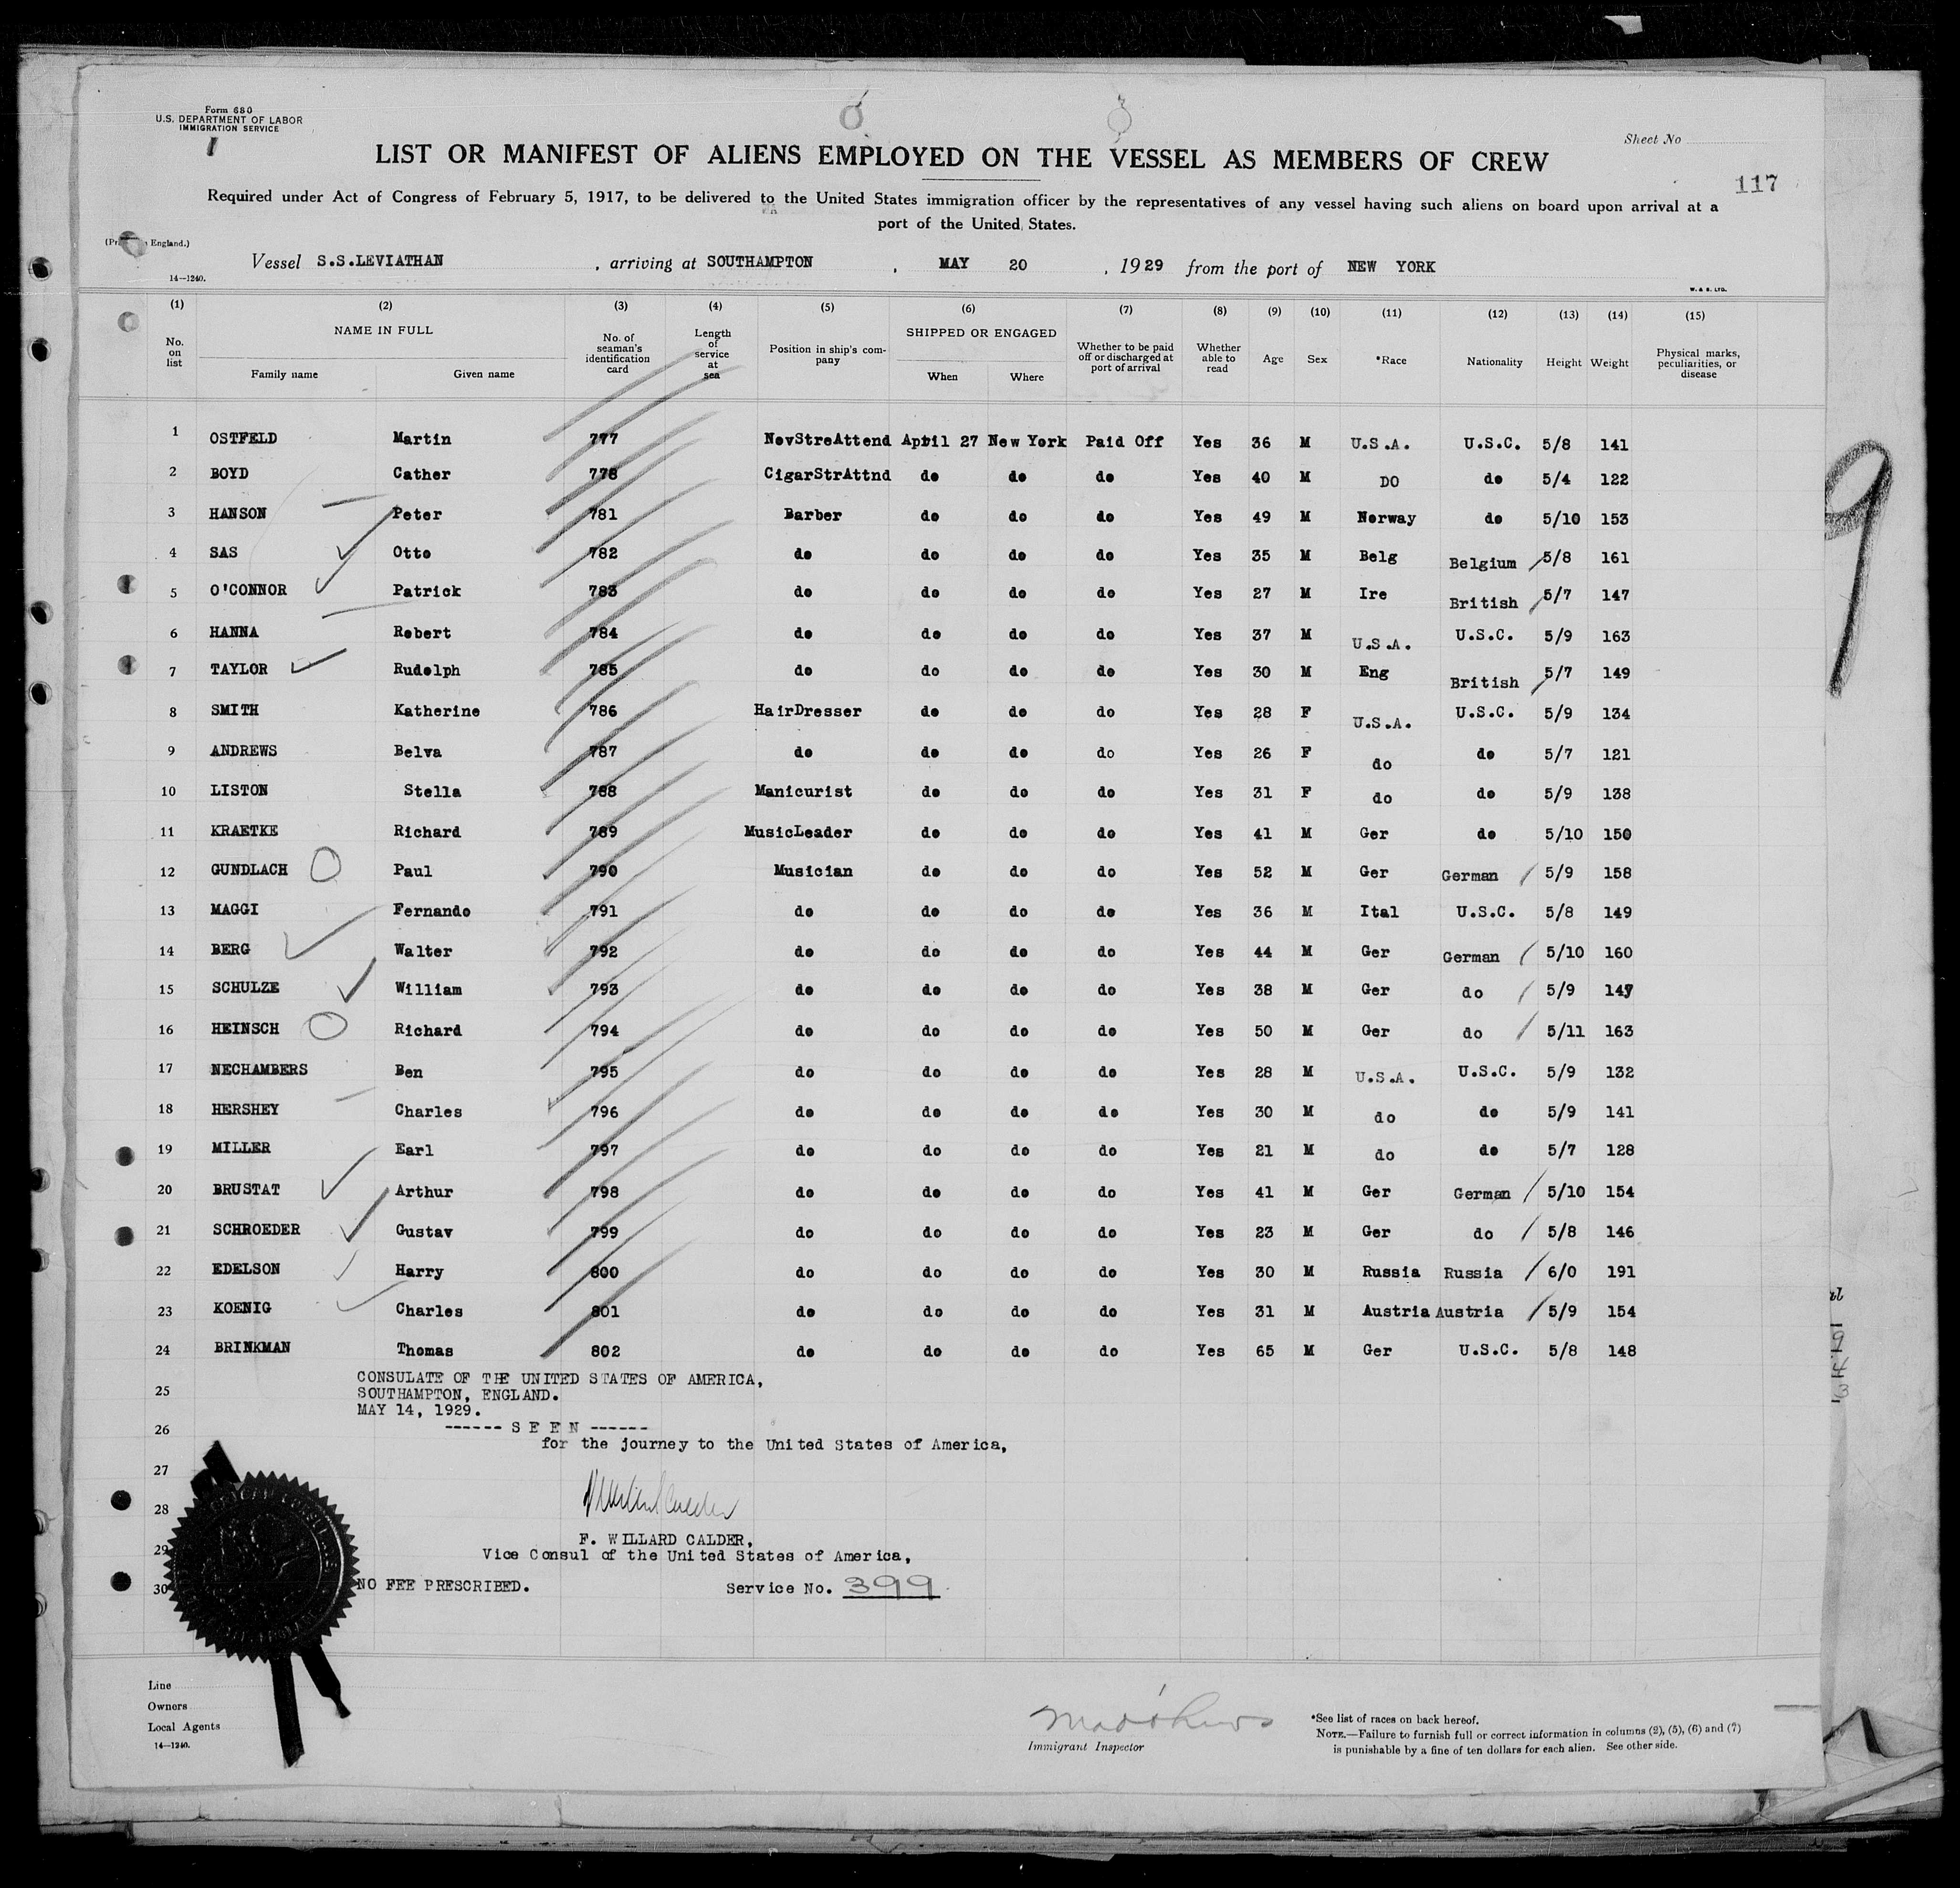 Form 680
U.S. DEPARTMENT OF LABOR
IMMIGRATION SERVICE
Sheet No
LIST OR MANIFEST OF ALIENS EMPLOYED ON THE VESSEL AS MEMBERS OF CREW
117
Required under Act of Congress of February 5, 1917, to be delivered to the United States immigration officer by the representatives of any vessel having such aliens on board upon arrival at a
port of the United States.
England.)
Vessel S.S.LEVIATHAN , arriving at SOUTHAMPTON , MAY 20 , 1929 from the port of NEW YORK
14—1240.
W. & S. LTD.
(1) (2) (3) (4) (5) (6) (7) (8) (9) (10) (11) (12) (13) (14) (15)
No. on list NAME IN FULL Family name Given name No. of seaman's identification card Length of service at sea Position in ship's company SHIPPED OR ENGAGED When Where Whether to be paid off or discharged at port of arrival Whether able to read Age Sex *Race Nationality Height Weight Physical marks, peculiarities, or disease
1 OSTFELD Martin 777 NovStreAttend April 27 New York Paid Off Yes 36 M U.S.A. U.S.C. 5/8 141
2 BOYD Cather 778 CigarStrAttnd do do do Yes 40 M DO do 5/4 122
3 HANSON Peter 781 Barber do do do Yes 49 M Norway do 5/10 153
4 SAS Otto 782 do do do do Yes 35 M Belg Belgium 5/8 161
5 O'CONNOR Patrick 783 do do do do Yes 27 M Ire British 5/7 147
6 HANNA Robert 784 do do do do Yes 37 M U.S.A. U.S.C. 5/9 163
7 TAYLOR Rudolph 785 do do do do Yes 30 M Eng British 5/7 149
8 SMITH Katherine 786 HairDresser do do do Yes 28 F U.S.A. U.S.C. 5/9 134
9 ANDREWS Belva 787 do do do do Yes 26 F do do 5/7 121
10 LISTON Stella 788 Manicurist do do do Yes 31 F do do 5/9 138
11 KRAETKE Richard 789 MusicLeader do do do Yes 41 M Ger do 5/10 150
12 GUNDLACH Paul 790 Musician do do do Yes 52 M Ger German 5/9 158
13 MAGGI Fernando 791 do do do do Yes 36 M Ital U.S.C. 5/8 149
14 BERG Walter 792 do do do do Yes 44 M Ger German 5/10 160
15 SCHULZE William 793 do do do do Yes 38 M Ger do 5/9 147
16 HEINSCH Richard 794 do do do do Yes 50 M Ger do 5/11 163
17 NECHAMBERS Ben 795 do do do do Yes 28 M U.S.A. U.S.C. 5/9 132
18 HERSHEY Charles 796 do do do do Yes 30 M do do 5/9 141
19 MILLER Earl 797 do do do do Yes 21 M do do 5/7 128
20 BRUSTAT Arthur 798 do do do do Yes 41 M Ger German 5/10 154
21 SCHROEDER Gustav 799 do do do do Yes 23 M Ger do 5/8 146
22 EDELSON Harry 800 do do do do Yes 30 M Russia Russia 6/0 191
23 KOENIG Charles 801 do do do do Yes 31 M Austria Austria 5/9 154
24 BRINKMAN Thomas 802 do do do do Yes 65 M Ger U.S.C. 5/8 148
CONSULATE OF THE UNITED STATES OF AMERICA,
25 SOUTHAMPTON, ENGLAND.
MAY 14, 1929.
26 ------ S E E N ------
for the journey to the United States of America,
27
28
F. WILLARD CALDER,
29 Vice Consul of the United States of America,
30 NO FEE PRESCRIBED. Service No. 399
9
Line
Owners
Local Agents
14—1240.
Immigrant Inspector
*See list of races on back hereof.
NOTE.—Failure to furnish full or correct information in columns (2), (5), (6) and (7)
is punishable by a fine of ten dollars for each alien. See other side.